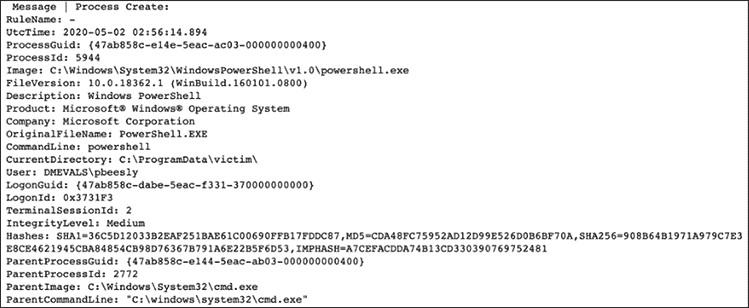 Message | Process Create:
RuleName: -
UtcTime: 2020-05-02 02:56:14.894
ProcessGuid: {47ab858c-e14e-5eac-ac03-000000000400}
ProcessId: 5944
Image: C:\Windows\System32\WindowsPowerShell\v1.0\powershell.exe
FileVersion: 10.0.18362.1 (WinBuild.160101.0800)
Description: Windows PowerShell
Product: Microsoft® Windows® Operating System
Company: Microsoft Corporation
OriginalFileName: PowerShell.EXE
CommandLine: powershell
CurrentDirectory: C:\ProgramData\victim\
User: DMEVALS\pbeesly
LogonGuid: {47ab858c-dabe-5eac-f331-370000000000}
LogonId: 0x3731F3
TerminalSessionId: 2
IntegrityLevel: Medium
Hashes: SHA1=36C5D12033B2EAF251BAE61C00690FFB17FDDC87,MD5=CDA48FC75952AD12D99E526D0B6BF70A,SHA256=908B64B1971A979C7E3
E8CE4621945CBA84854CB98D76367B791A6E22B5F6D53,IMPHASH=A7CEFACDDA74B13CD330390769752481
ParentProcessGuid: {47ab858c-e144-5eac-ab03-000000000400}
ParentProcessId: 2772
ParentImage: C:\Windows\System32\cmd.exe
ParentCommandLine: "C:\windows\system32\cmd.exe"